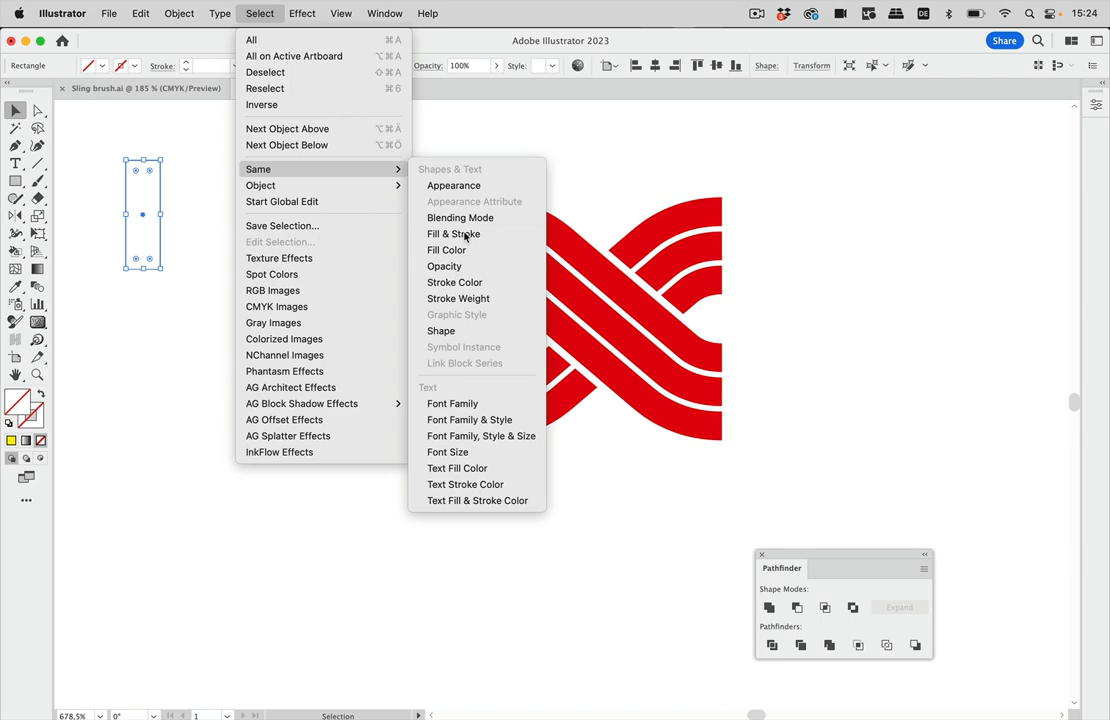 Illustrator File Edit Object Type Select Effect View Window Help DE 15:24
Adobe Illustrator 2023 Share
Rectangle Stroke: Opacity: 100% Style: Shape: Transform
Sling brush.ai @ 185 % (CMYK/Preview)
All ⌘A
All on Active Artboard ⌥⌘A
Deselect ⇧⌘A
Reselect ⌘6
Inverse
Next Object Above ⌥⌘Ä
Next Object Below ⌥⌘Ö
Same
Object
Start Global Edit
Save Selection...
Edit Selection...
Texture Effects
Spot Colors
RGB Images
CMYK Images
Gray Images
Colorized Images
NChannel Images
Phantasm Effects
AG Architect Effects
AG Block Shadow Effects
AG Offset Effects
AG Splatter Effects
InkFlow Effects
Shapes & Text
Appearance
Appearance Attribute
Blending Mode
Fill & Stroke
Fill Color
Opacity
Stroke Color
Stroke Weight
Graphic Style
Shape
Symbol Instance
Link Block Series
Text
Font Family
Font Family & Style
Font Family, Style & Size
Font Size
Text Fill Color
Text Stroke Color
Text Fill & Stroke Color
Pathfinder
Shape Modes:
Expand
Pathfinders:
678,5% 0° 1 Selection